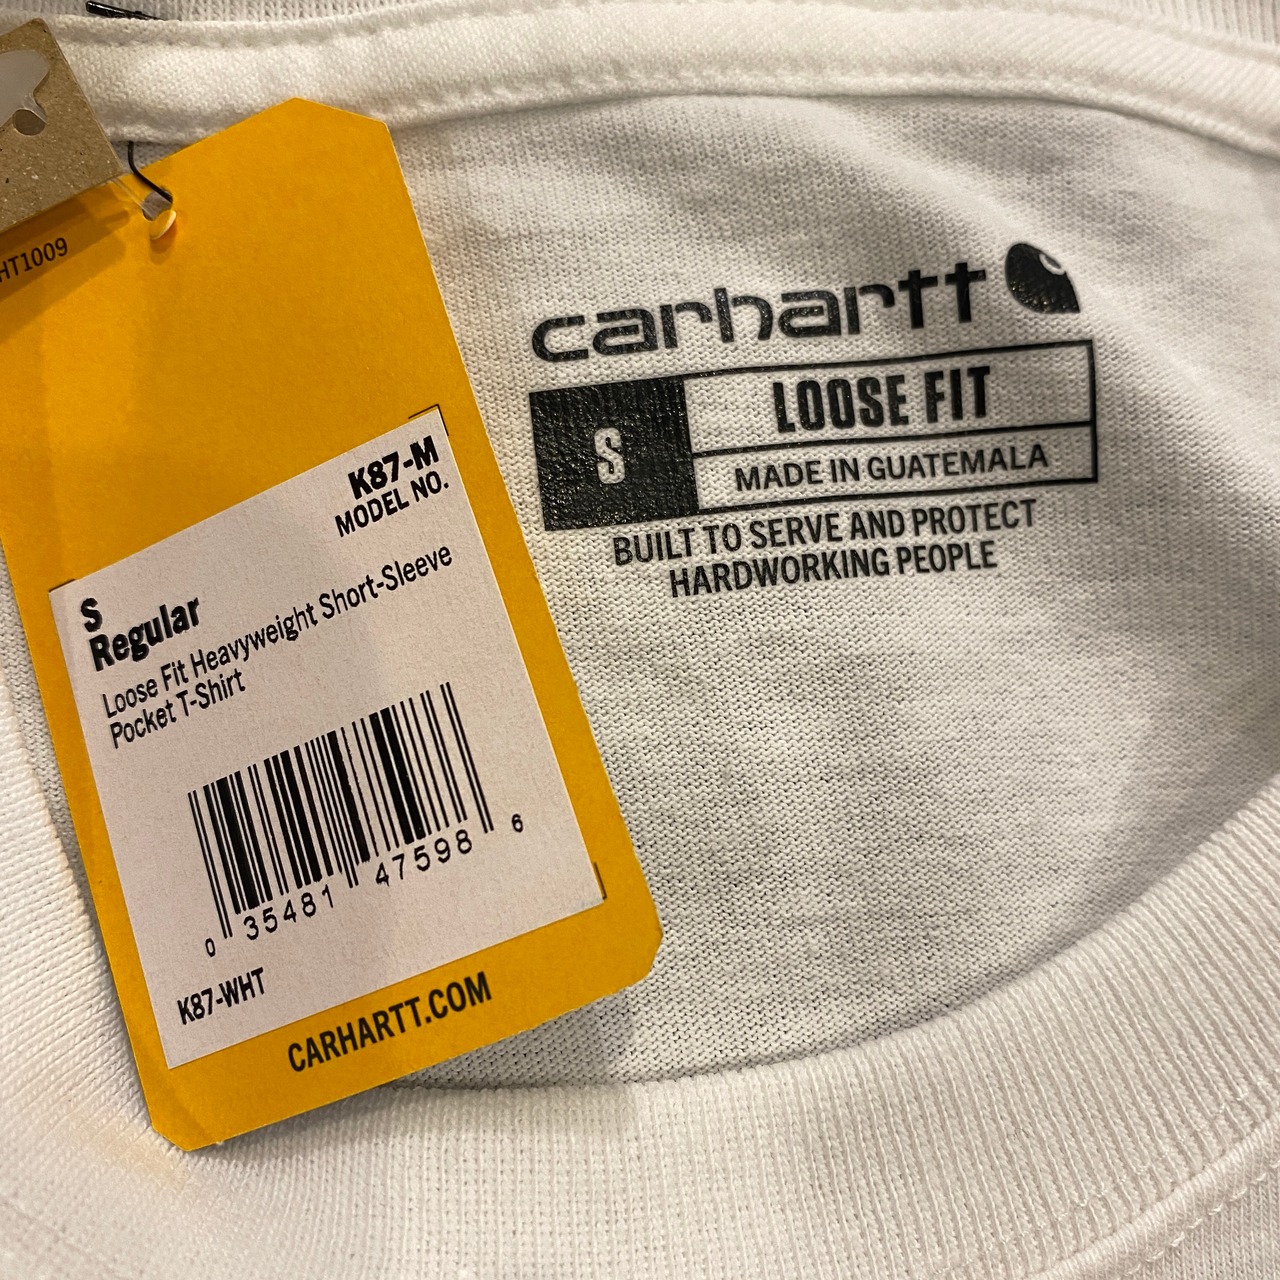 HT1009
K87-M
MODEL NO.
S
Regular
Loose Fit Heavyweight Short-Sleeve
Pocket T-Shirt
0 35481 47598 6
K87-WHT
CARHARTT.COM
carhartt
S
LOOSE FIT
MADE IN GUATEMALA
BUILT TO SERVE AND PROTECT
HARDWORKING PEOPLE